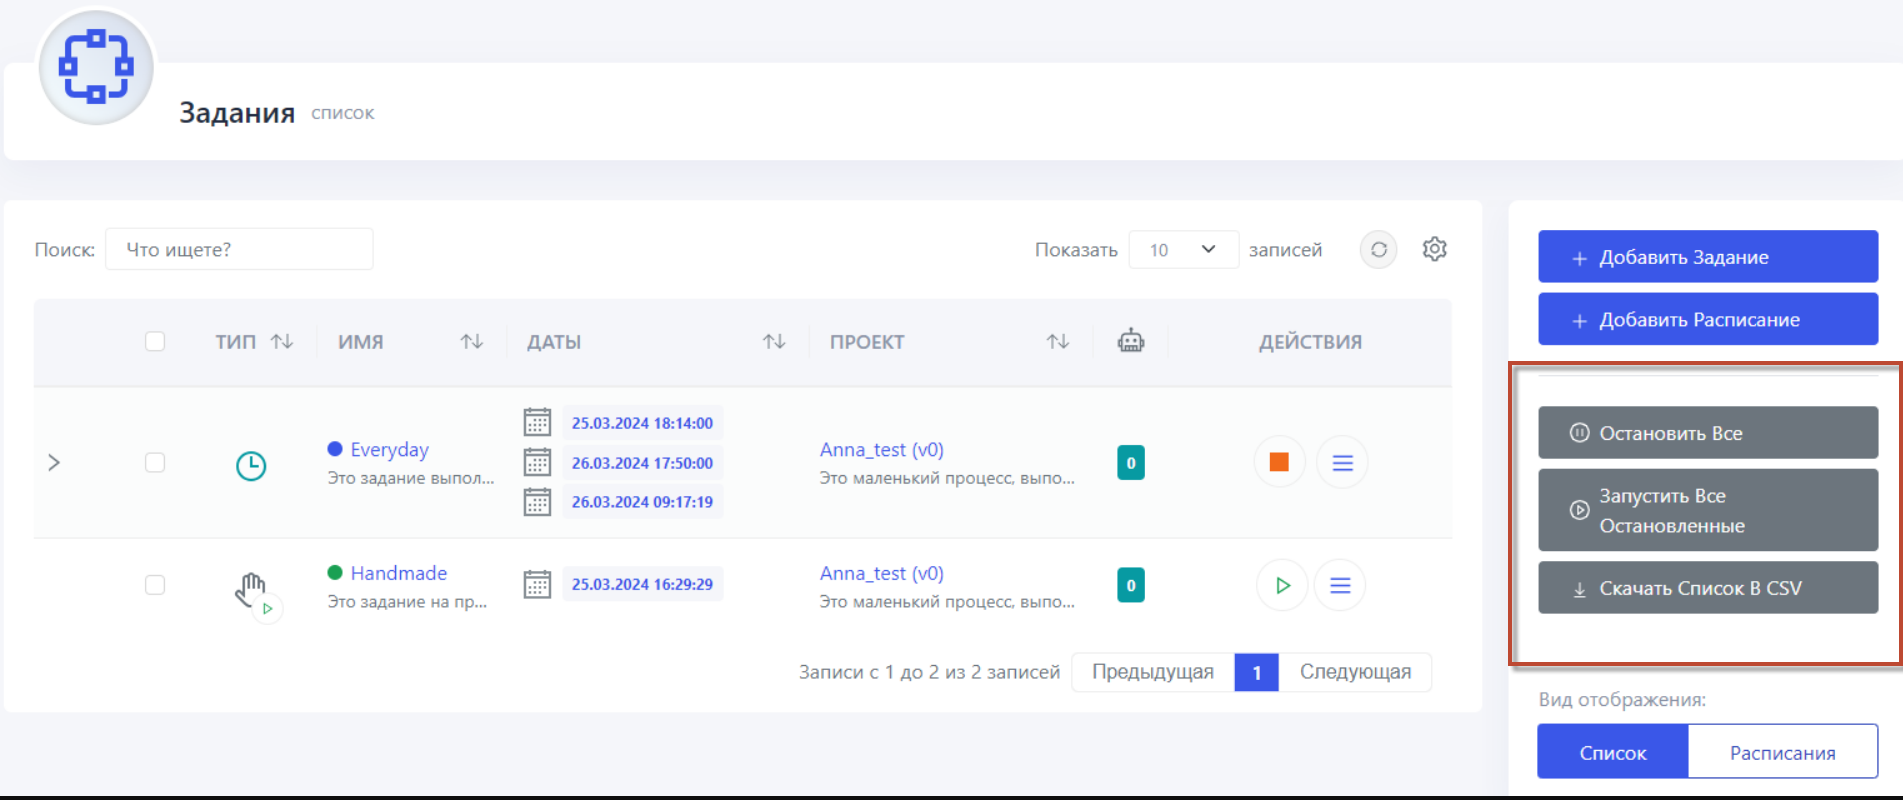 Задания список
Поиск: Что ищете?
Показать 10 записей
ТИП ИМЯ ДАТЫ ПРОЕКТ ДЕЙСТВИЯ
Everyday
Это задание выпол...
25.03.2024 18:14:00
26.03.2024 17:50:00
26.03.2024 09:17:19
Anna_test (v0)
Это маленький процесс, выпо...
0
Handmade
Это задание на пр...
25.03.2024 16:29:29
Anna_test (v0)
Это маленький процесс, выпо...
0
Записи с 1 до 2 из 2 записей Предыдущая 1 Следующая
+ Добавить Задание
+ Добавить Расписание
Остановить Все
Запустить Все
Остановленные
Скачать Список В CSV
Вид отображения:
Список Расписания